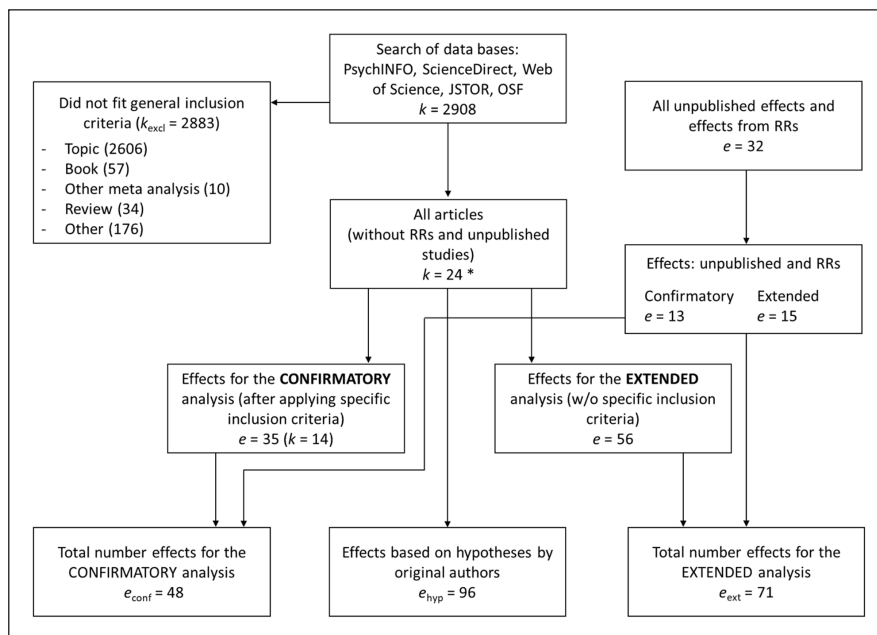 Search of data bases:
PsychINFO, ScienceDirect, Web
of Science, JSTOR, OSF
k = 2908
Did not fit general inclusion
criteria (kexcl = 2883)
- Topic (2606)
- Book (57)
- Other meta analysis (10)
- Review (34)
- Other (176)
All unpublished effects and
effects from RRs
e = 32
All articles
(without RRs and unpublished
studies)
k = 24 *
Effects: unpublished and RRs
Confirmatory Extended
e = 13 e = 15
Effects for the CONFIRMATORY
analysis (after applying specific
inclusion criteria)
e = 35 (k = 14)
Effects for the EXTENDED
analysis (w/o specific inclusion
criteria)
e = 56
Total number effects for the
CONFIRMATORY analysis
econf = 48
Effects based on hypotheses by
original authors
ehyp = 96
Total number effects for the
EXTENDED analysis
eext = 71